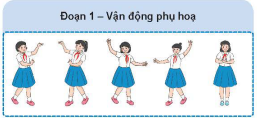 Đoạn 1 – Vận động phụ hoạ